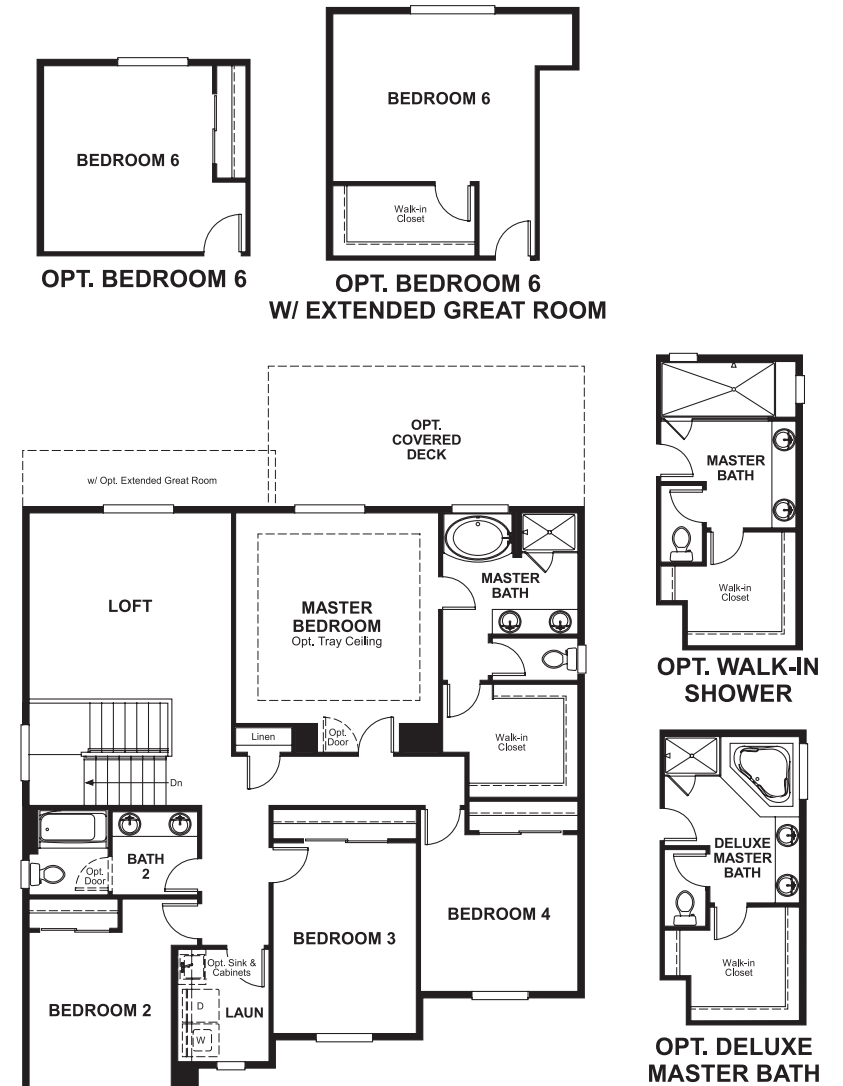 BEDROOM 6
OPT. BEDROOM 6
BEDROOM 6
Walk-in
Closet
OPT. BEDROOM 6
W/ EXTENDED GREAT ROOM
OPT.
COVERED
DECK
w/ Opt. Extended Great Room
LOFT
MASTER
BEDROOM
Opt. Tray Ceiling
MASTER
BATH
Linen
Opt.
Door
Walk-in
Closet
Dn
BATH
2
Opt.
Door
BEDROOM 4
BEDROOM 3
Opt. Sink &
Cabinets
BEDROOM 2
D
LAUN
W
MASTER
BATH
Walk-in
Closet
OPT. WALK-IN
SHOWER
DELUXE
MASTER
BATH
Walk-in
Closet
OPT. DELUXE
MASTER BATH